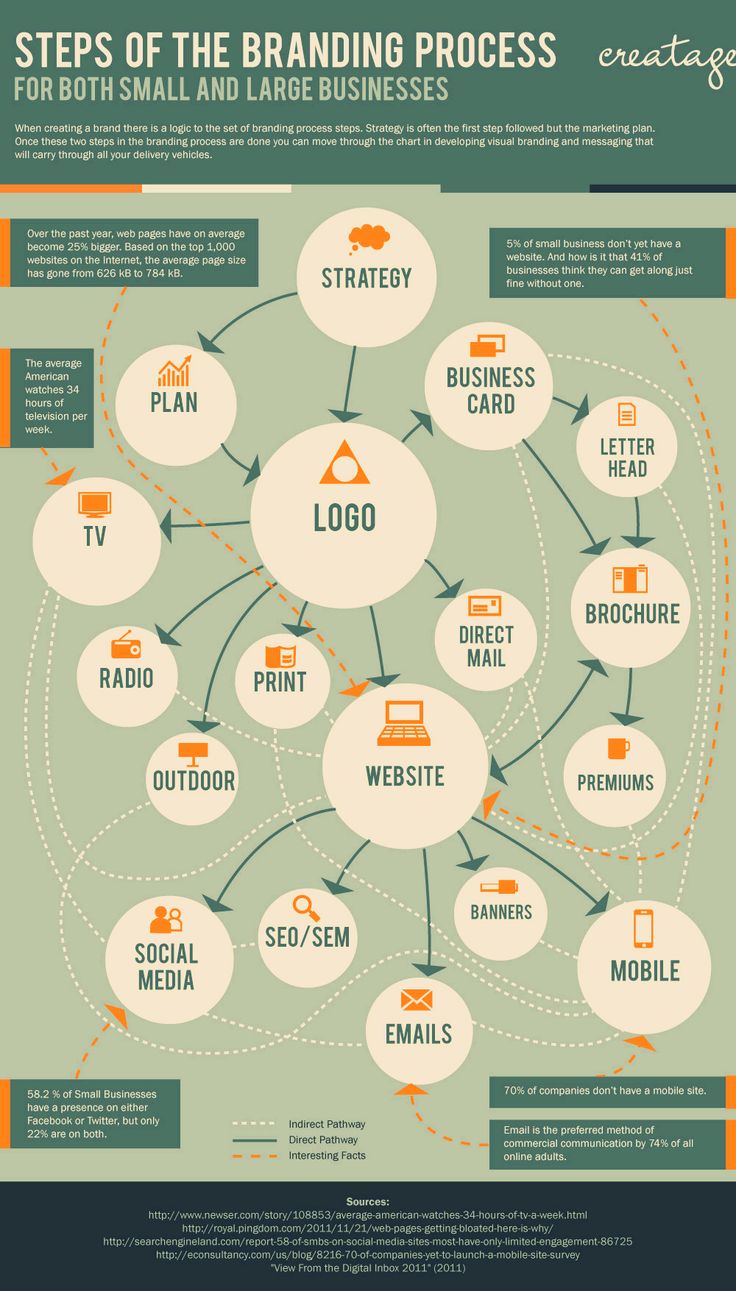 STEPS OF THE BRANDING PROCESS
creatage
FOR BOTH SMALL AND LARGE BUSINESSES
When creating a brand there is a logic to the set of branding process steps. Strategy is often the first step followed but the marketing plan.
Once these two steps in the branding process are done you can move through the chart in developing visual branding and messaging that
will carry through all your delivery vehicles.
Over the past year, web pages have on average
become 25% bigger. Based on the top 1,000
websites on the Internet, the average page size
has gone from 626 kB to 784 kB.
5% of small business don't yet have a
website. And how is it that 41% of
businesses think they can get along just
fine without one.
STRATEGY
The average
American
watches 34
hours of
television per
week.
PLAN
BUSINESS
CARD
LETTER
HEAD
LOGO
TV
BROCHURE
DIRECT
MAIL
RADIO
PRINT
OUTDOOR
WEBSITE
PREMIUMS
SOCIAL
MEDIA
SEO/SEM
BANNERS
MOBILE
EMAILS
58.2 % of Small Businesses
have a presence on either
Facebook or Twitter, but only
22% are on both.
70% of companies don't have a mobile site.
Email is the preferred method of
commercial communication by 74% of all
online adults.
Indirect Pathway
Direct Pathway
Interesting Facts
Sources:
http://www.newser.com/story/108853/average-american-watches-34-hours-of-tv-a-week.html
http://royal.pingdom.com/2011/11/21/web-pages-getting-bloated-here-is-why/
http://searchengineland.com/report-58-of-smbs-on-social-media-sites-most-have-only-limited-engagement-86725
http://econsultancy.com/us/blog/8216-70-of-companies-yet-to-launch-a-mobile-site-survey
"View From the Digital Inbox 2011" (2011)